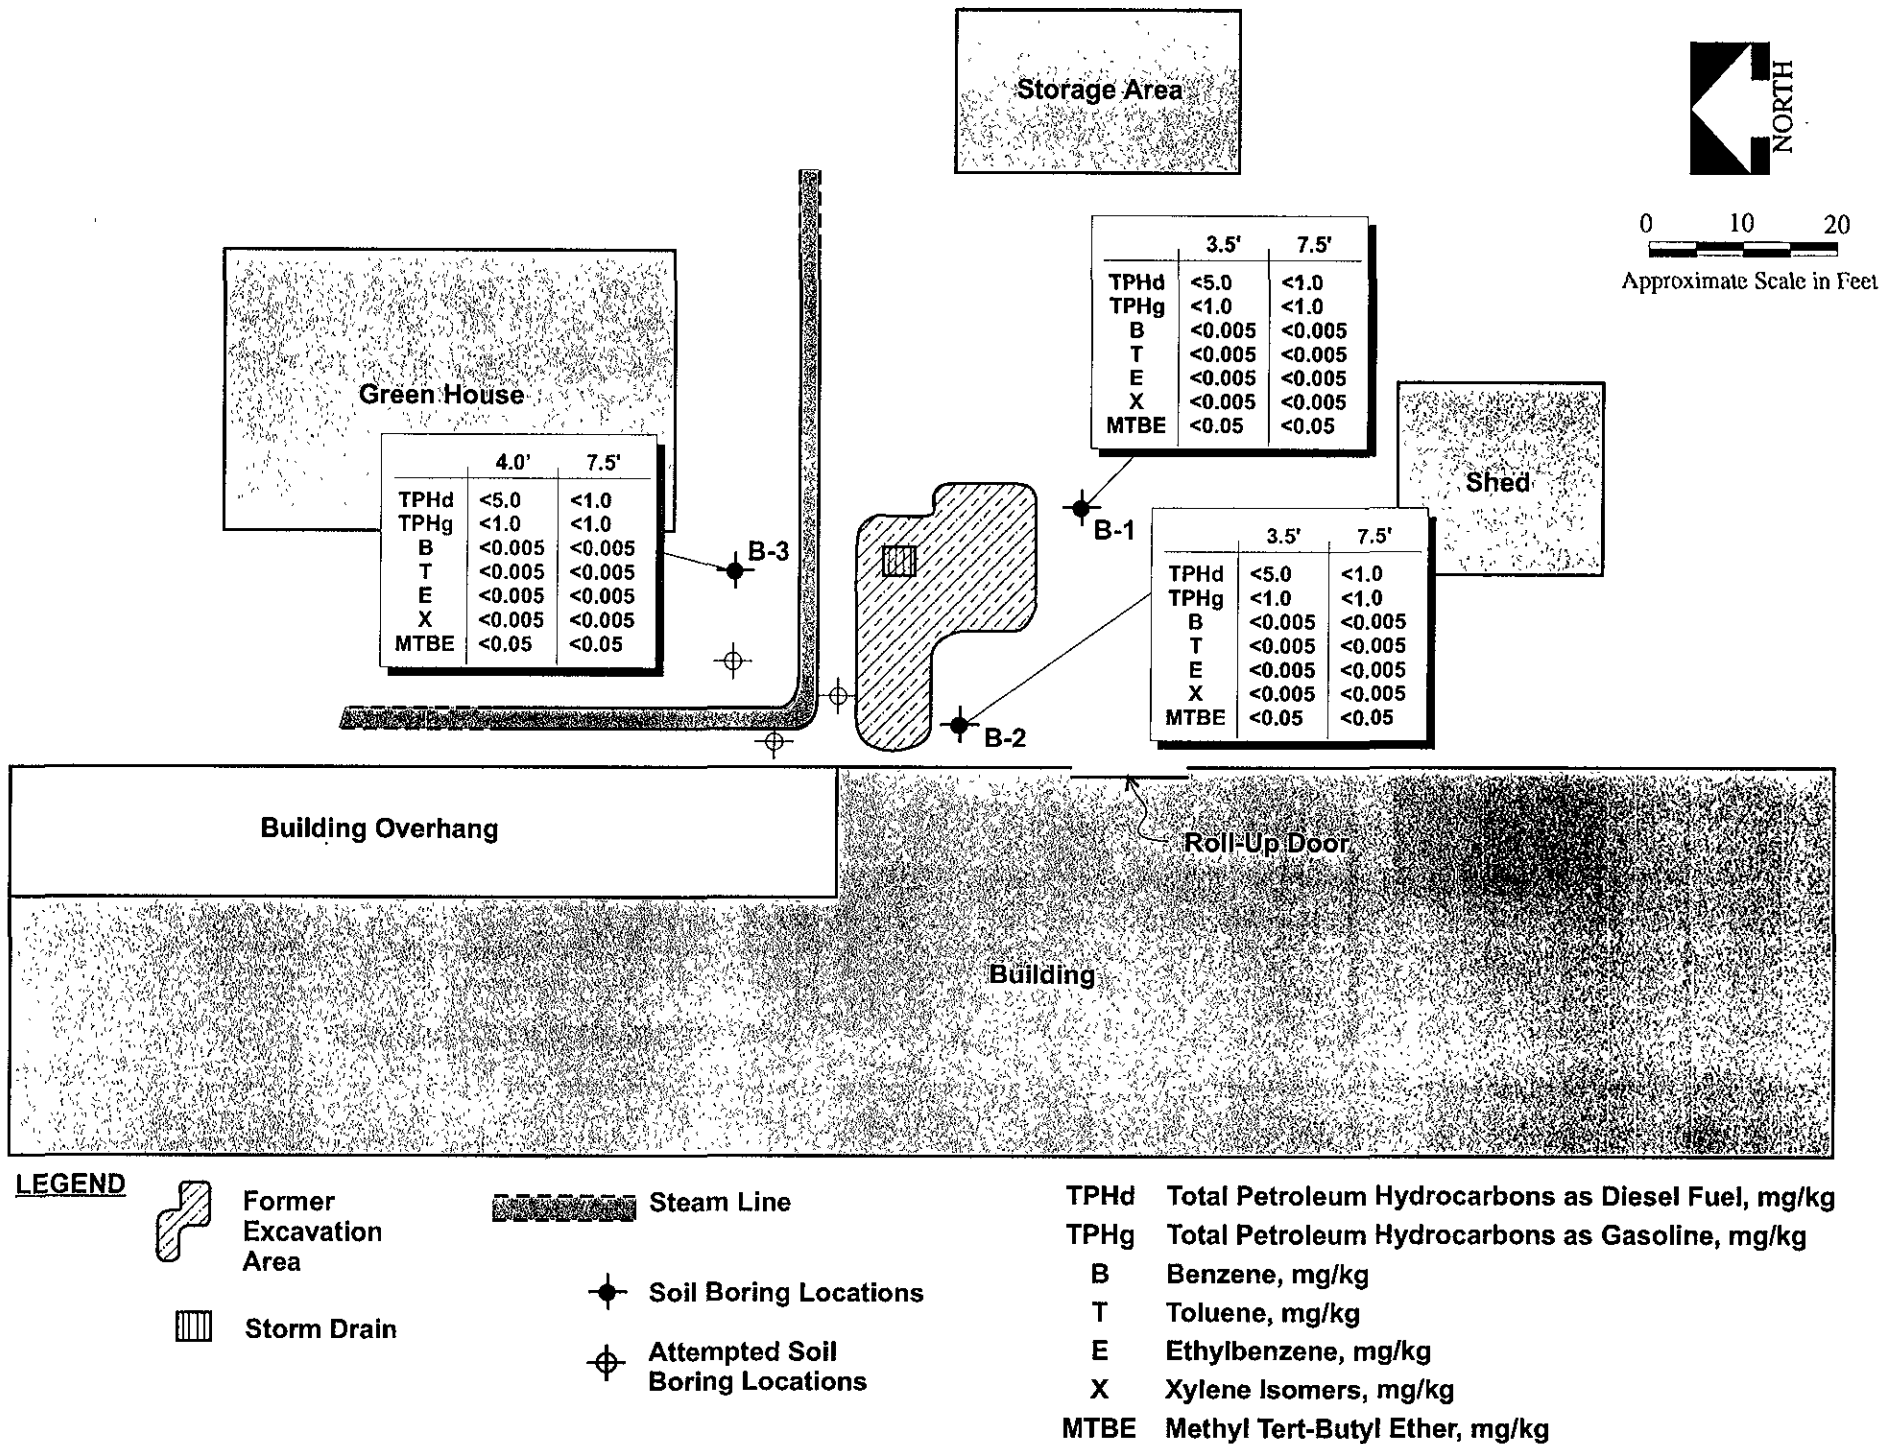 Storage Area
NORTH
0 10 20
Approximate Scale in Feet
3.5' 7.5'
TPHd <5.0 <1.0
TPHg <1.0 <1.0
B <0.005 <0.005
T <0.005 <0.005
E <0.005 <0.005
X <0.005 <0.005
MTBE <0.05 <0.05
B-1
Green House
4.0' 7.5'
TPHd <5.0 <1.0
TPHg <1.0 <1.0
B <0.005 <0.005
T <0.005 <0.005
E <0.005 <0.005
X <0.005 <0.005
MTBE <0.05 <0.05
B-3
Shed
3.5' 7.5'
TPHd <5.0 <1.0
TPHg <1.0 <1.0
B <0.005 <0.005
T <0.005 <0.005
E <0.005 <0.005
X <0.005 <0.005
MTBE <0.05 <0.05
B-2
Building Overhang
Roll-Up Door
Building
LEGEND
Former
Excavation
Area
Storm Drain
Steam Line
Soil Boring Locations
Attempted Soil
Boring Locations
TPHd Total Petroleum Hydrocarbons as Diesel Fuel, mg/kg
TPHg Total Petroleum Hydrocarbons as Gasoline, mg/kg
B Benzene, mg/kg
T Toluene, mg/kg
E Ethylbenzene, mg/kg
X Xylene Isomers, mg/kg
MTBE Methyl Tert-Butyl Ether, mg/kg